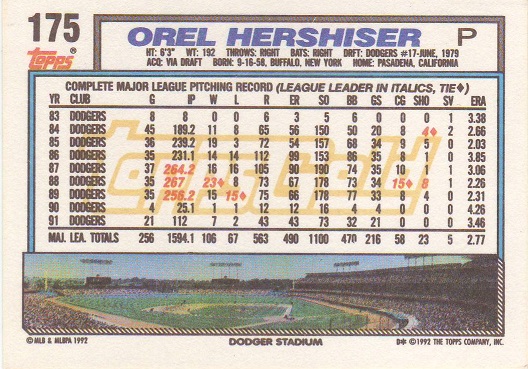 175
Topps®
OREL HERSHISER P
HT: 6'3" WT: 192 THROWS: RIGHT BATS: RIGHT DRFT: DODGERS #17-JUNE, 1979
ACQ: VIA DRAFT BORN: 9-16-58, BUFFALO, NEW YORK HOME: PASADENA, CALIFORNIA
COMPLETE MAJOR LEAGUE PITCHING RECORD (LEAGUE LEADER IN ITALICS, TIE♦)
YR CLUB G IP W L R ER SO BB GS CG SHO SV ERA
83 DODGERS 8 8 0 0 6 3 5 6 0 0 0 1 3.38
84 DODGERS 45 189.2 11 8 65 56 150 50 20 8 4♦ 2 2.66
85 DODGERS 36 239.2 19 3 72 54 157 68 34 9 5 0 2.03
86 DODGERS 35 231.1 14 14 112 99 153 86 35 8 1 0 3.85
87 DODGERS 37 264.2 16 16 105 90 190 74 35 10 1 1 3.06
88 DODGERS 35 267 23♦ 8 73 67 178 73 34 15♦ 8 1 2.26
89 DODGERS 35 256.2 15 15♦ 75 66 178 77 33 8 4 0 2.31
90 DODGERS 4 25.1 1 1 12 12 16 4 4 0 0 0 4.26
91 DODGERS 21 112 7 2 43 43 73 32 21 0 0 0 3.46
MAJ. LEA. TOTALS 256 1594.1 106 67 563 490 1100 470 216 58 23 5 2.77
ToppsGold
©MLB & MLBPA 1992 DODGER STADIUM D* ©1992 THE TOPPS COMPANY, INC.